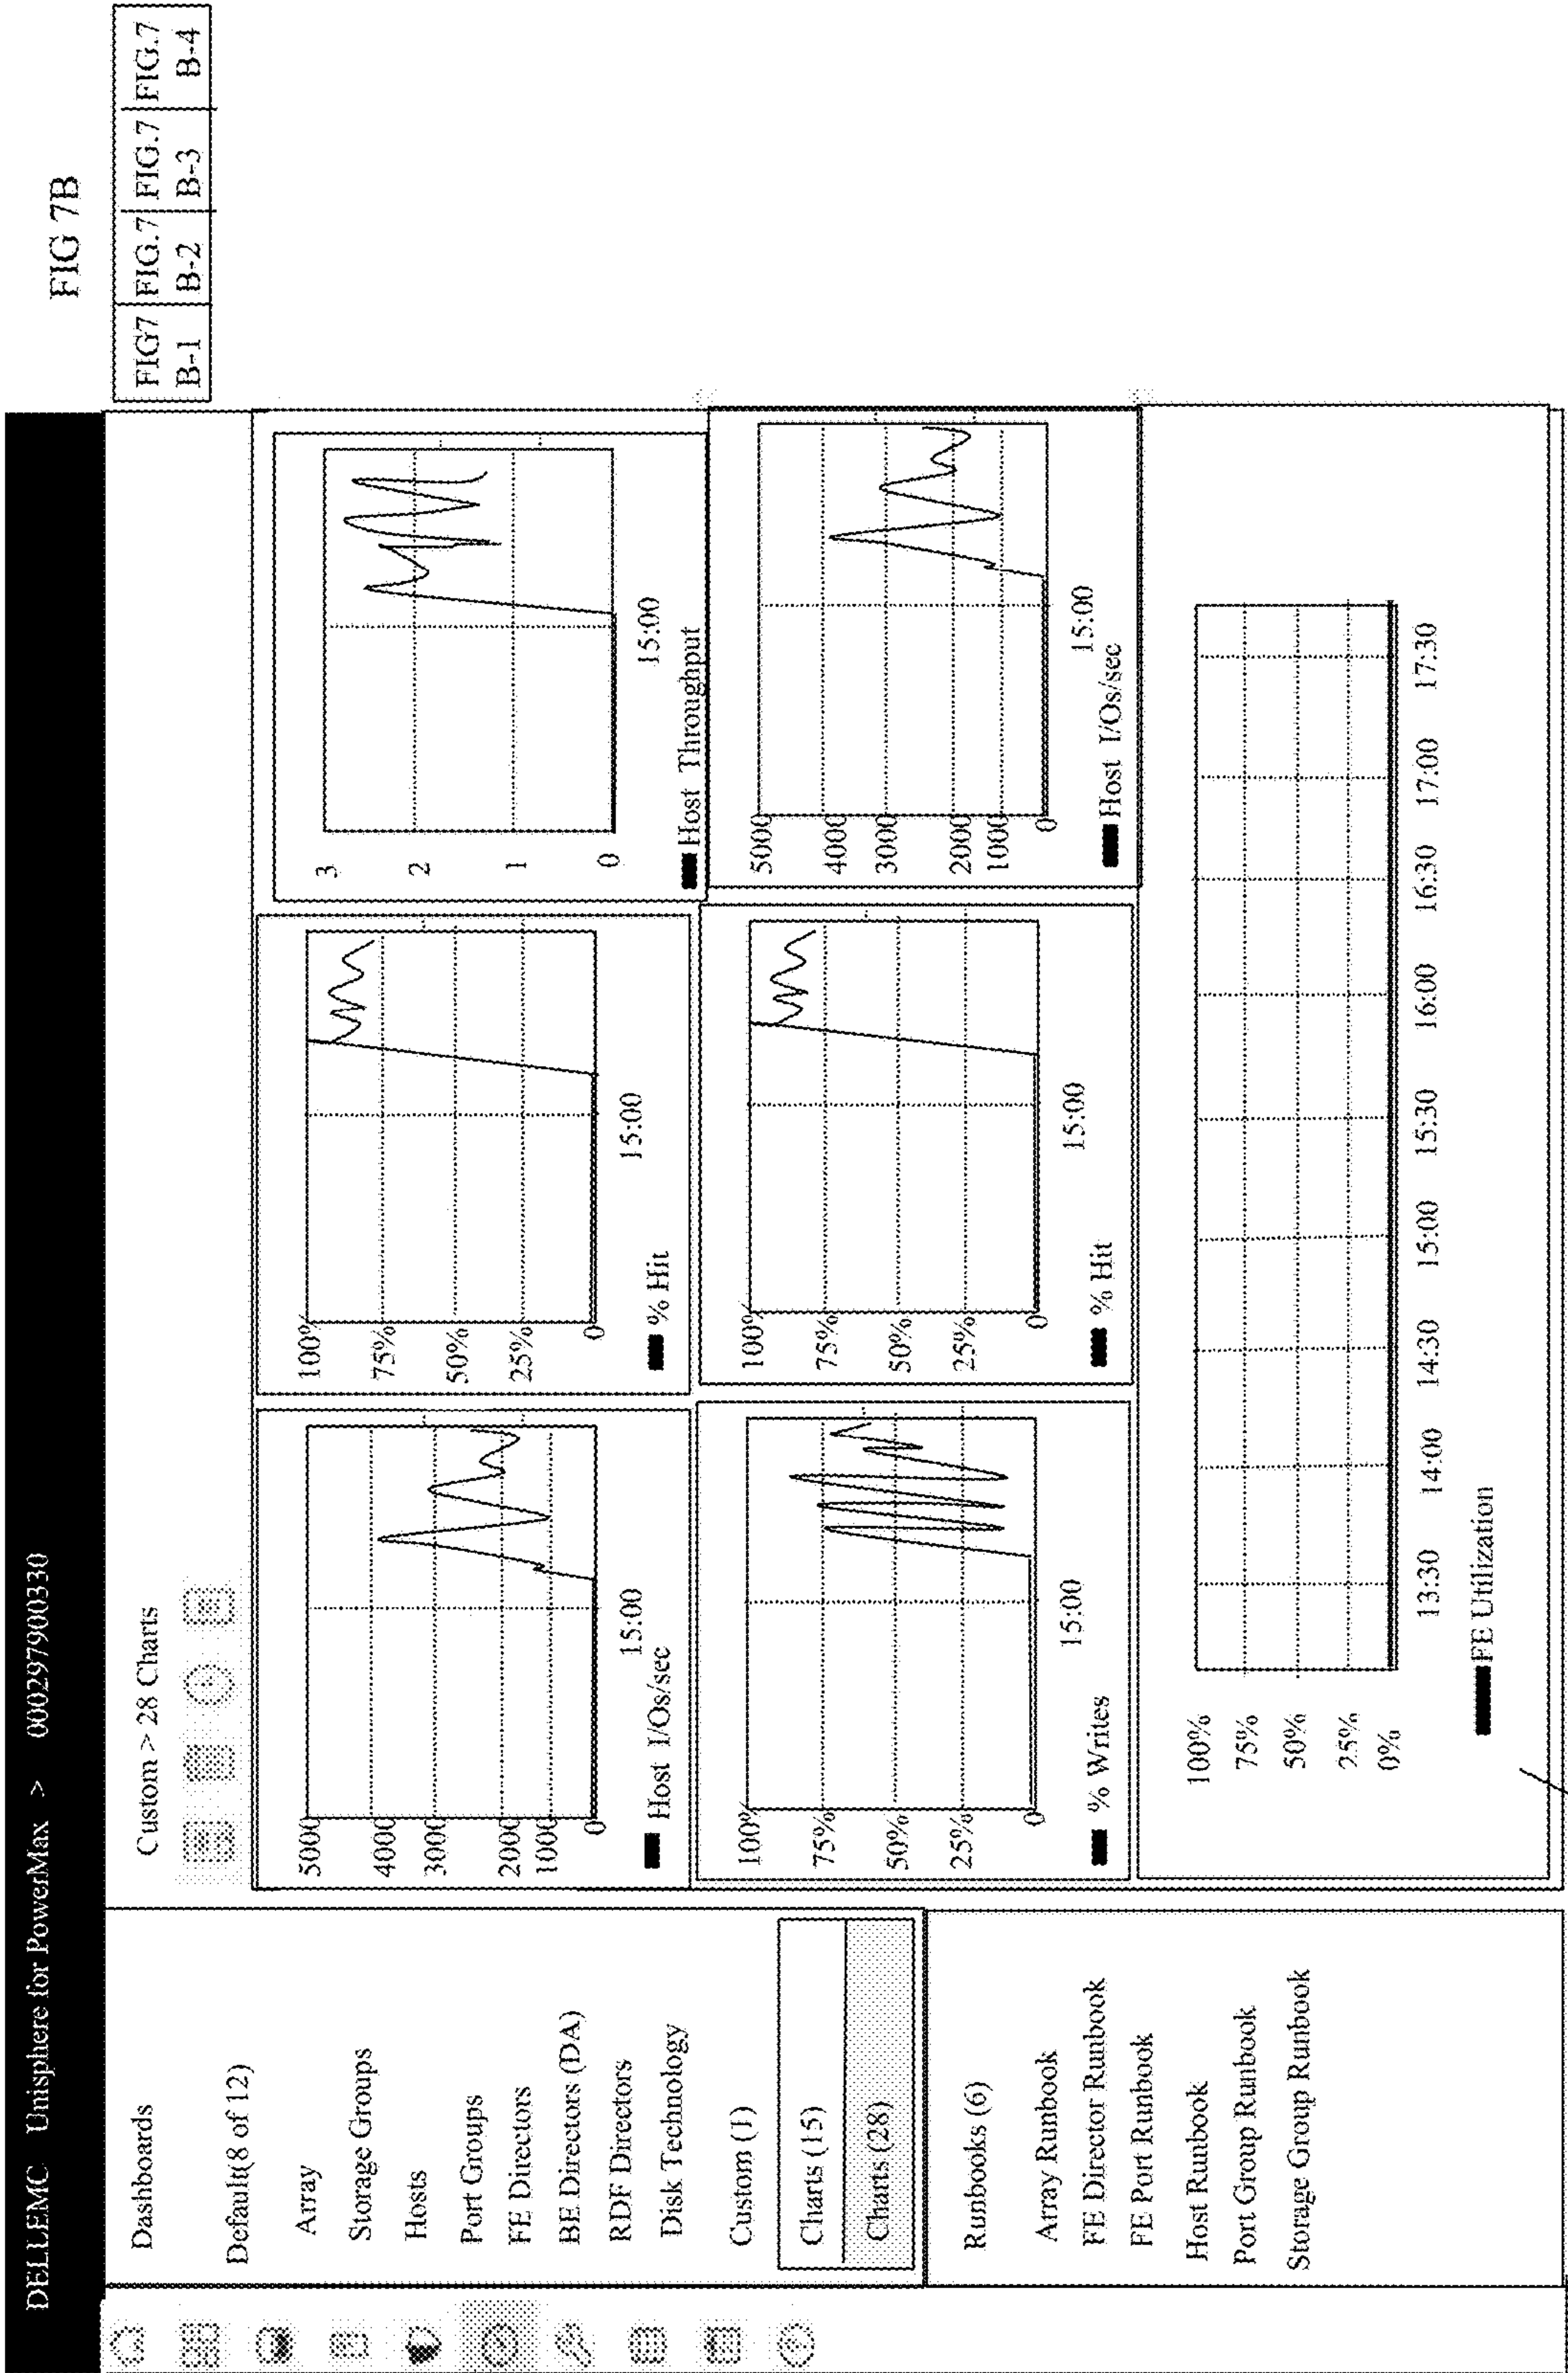 FIG 7B
FIG7 FIG.7 FIG.7 FIG.7
B-1 B-2 B-3 B-4
DELLEMC Unisphere for PowerMax > 000297900330
Dashboards
Default(8 of 12)
Array
Storage Groups
Hosts
Port Groups
FE Directors
BE Directors (DA)
RDF Directors
Disk Technology
Custom (1)
Charts (15)
Charts (28)
Runbooks (6)
Array Runbook
FE Director Runbook
FE Port Runbook
Host Runbook
Port Group Runbook
Storage Group Runbook
Custom > 28 Charts
5000
4000
3000
2000
1000
0
15:00
Host I/Os/sec
100%
75%
50%
25%
0
15:00
% Hit
3
2
1
0
15:00
Host Throughput
100%
75%
50%
25%
0
15:00
% Writes
100%
75%
50%
25%
0
15:00
% Hit
5000
4000
3000
2000
1000
0
15:00
Host I/Os/sec
100%
75%
50%
25%
0%
13:30 14:00 14:30 15:00 15:30 16:00 16:30 17:00 17:30
FE Utilization